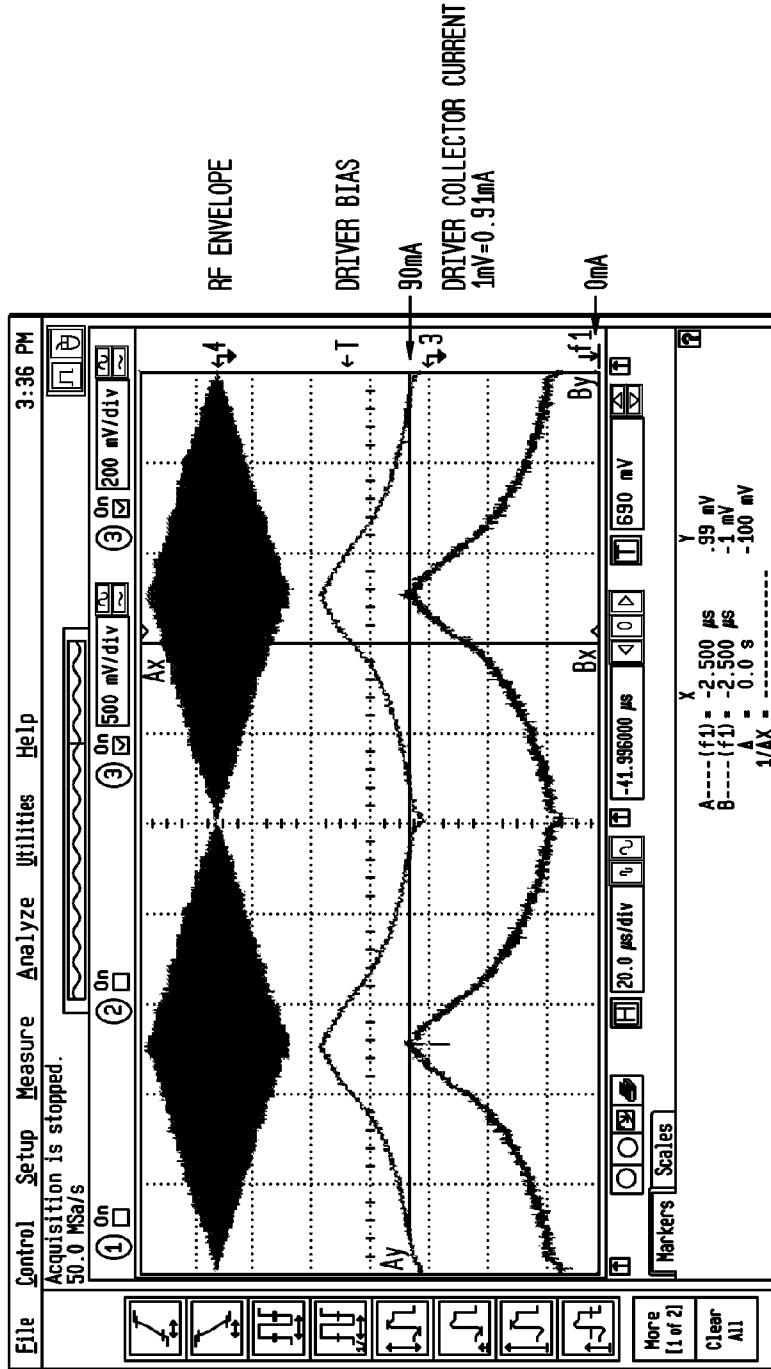 File Control Setup Measure Analyze Utilities Help 3:36 PM
Acquisition is stopped.
50.0 MSa/s
1 On
2 On
3 On 500 mV/div
3 On 200 mV/div
Ax
4
RF ENVELOPE
T
DRIVER BIAS
Ay
90mA
3
DRIVER COLLECTOR CURRENT
1mV=0.91mA
Bx
By
f1
0mA
More
[1 of 2]
Clear
All
H 20.0 µs/div
-41.996000 µs
0
T 690 mV
Markers Scales
?
X Y
A----(f1) = -2.500 µs .99 mV
B----(f1) = -2.500 µs -1 mV
Δ = 0.0 s -100 mV
1/ΔX = -------------